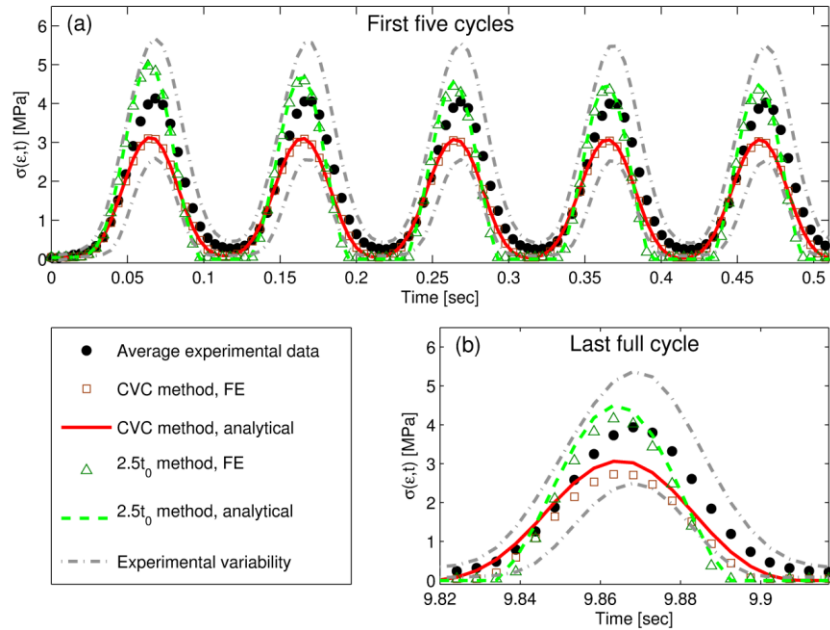 (a) First five cycles
6
5
4
3
2
1
0
σ(ε,t) [MPa]
0 0.05 0.1 0.15 0.2 0.25 0.3 0.35 0.4 0.45 0.5
Time [sec]
Average experimental data
CVC method, FE
CVC method, analytical
2.5t₀ method, FE
2.5t₀ method, analytical
Experimental variability
(b) Last full cycle
6
5
4
3
2
1
0
σ(ε,t) [MPa]
9.82 9.84 9.86 9.88 9.9
Time [sec]